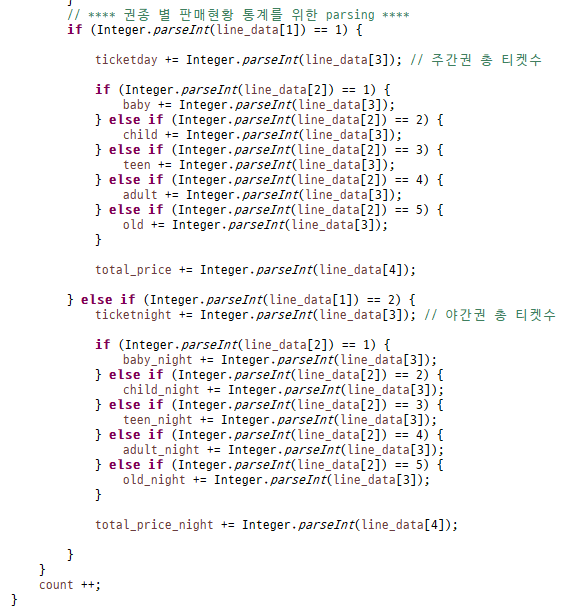 }
// **** 권종 별 판매현황 통계를 위한 parsing ****
if (Integer.parseInt(line_data[1]) == 1) {
ticketday += Integer.parseInt(line_data[3]); // 주간권 총 티켓수
if (Integer.parseInt(line_data[2]) == 1) {
baby += Integer.parseInt(line_data[3]);
} else if (Integer.parseInt(line_data[2]) == 2) {
child += Integer.parseInt(line_data[3]);
} else if (Integer.parseInt(line_data[2]) == 3) {
teen += Integer.parseInt(line_data[3]);
} else if (Integer.parseInt(line_data[2]) == 4) {
adult += Integer.parseInt(line_data[3]);
} else if (Integer.parseInt(line_data[2]) == 5) {
old += Integer.parseInt(line_data[3]);
}
total_price += Integer.parseInt(line_data[4]);
} else if (Integer.parseInt(line_data[1]) == 2) {
ticketnight += Integer.parseInt(line_data[3]); // 야간권 총 티켓수
if (Integer.parseInt(line_data[2]) == 1) {
baby_night += Integer.parseInt(line_data[3]);
} else if (Integer.parseInt(line_data[2]) == 2) {
child_night += Integer.parseInt(line_data[3]);
} else if (Integer.parseInt(line_data[2]) == 3) {
teen_night += Integer.parseInt(line_data[3]);
} else if (Integer.parseInt(line_data[2]) == 4) {
adult_night += Integer.parseInt(line_data[3]);
} else if (Integer.parseInt(line_data[2]) == 5) {
old_night += Integer.parseInt(line_data[3]);
}
total_price_night += Integer.parseInt(line_data[4]);
}
}
count ++;
}